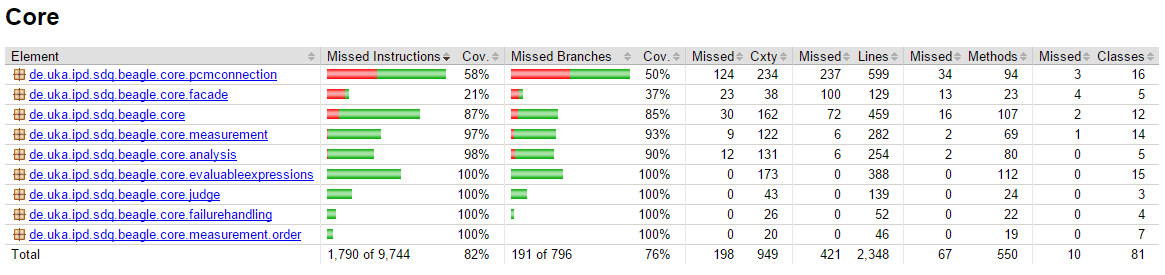 Core
Element Missed Instructions Cov. Missed Branches Cov. Missed Cxty Missed Lines Missed Methods Missed Classes
de.uka.ipd.sdq.beagle.core.pcmconnection 58% 50% 124 234 237 599 34 94 3 16
de.uka.ipd.sdq.beagle.core.facade 21% 37% 23 38 100 129 13 23 4 5
de.uka.ipd.sdq.beagle.core 87% 85% 30 162 72 459 16 107 2 12
de.uka.ipd.sdq.beagle.core.measurement 97% 93% 9 122 6 282 2 69 1 14
de.uka.ipd.sdq.beagle.core.analysis 98% 90% 12 131 6 254 2 80 0 5
de.uka.ipd.sdq.beagle.core.evaluableexpressions 100% 100% 0 173 0 388 0 112 0 15
de.uka.ipd.sdq.beagle.core.judge 100% 100% 0 43 0 139 0 24 0 3
de.uka.ipd.sdq.beagle.core.failurehandling 100% 100% 0 26 0 52 0 22 0 4
de.uka.ipd.sdq.beagle.core.measurement.order 100% 100% 0 20 0 46 0 19 0 7
Total 1,790 of 9,744 82% 191 of 796 76% 198 949 421 2,348 67 550 10 81